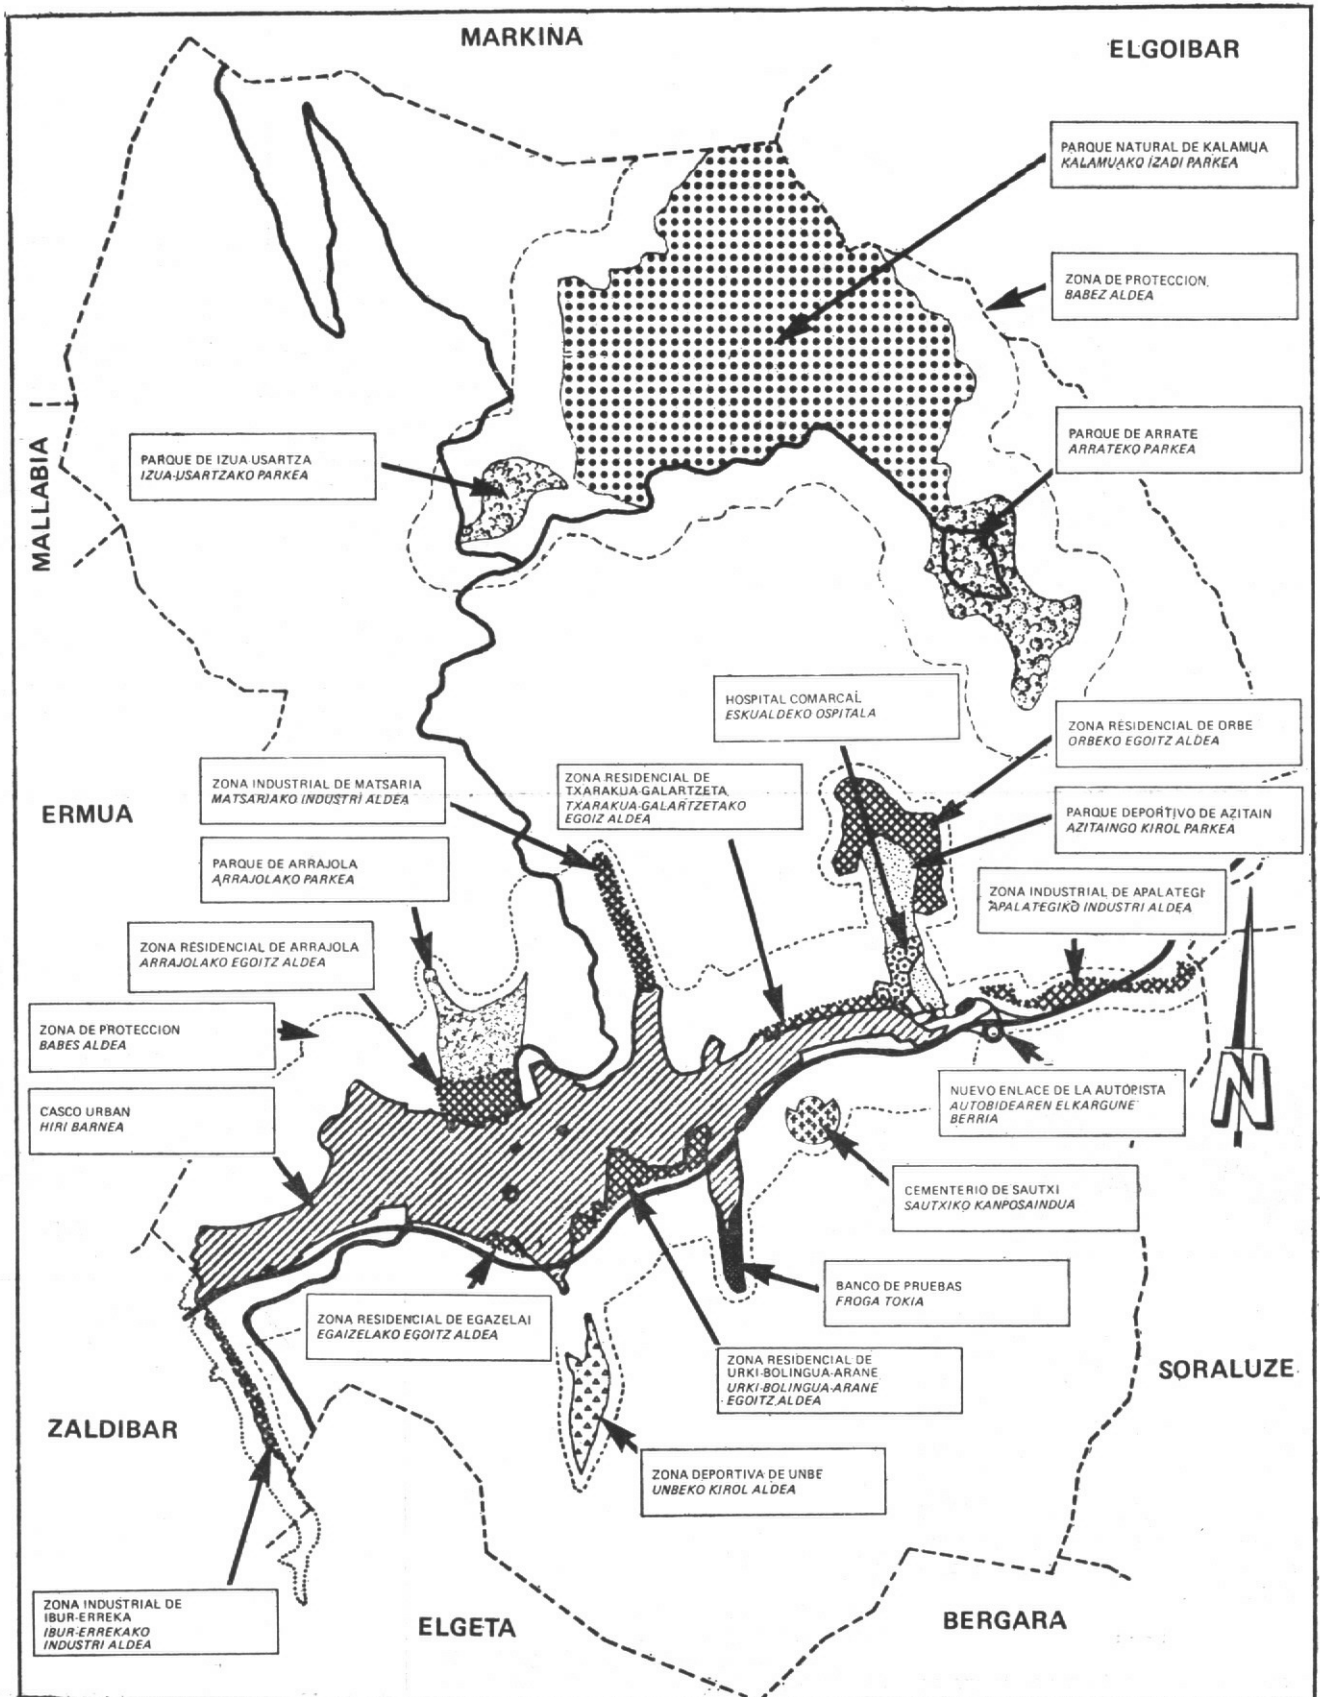 MARKINA
ELGOIBAR
PARQUE NATURAL DE KALAMUA
KALAMUAKO IZADI PARKEA
ZONA DE PROTECCION
BABEZ ALDEA
PARQUE DE ARRATE
ARRATEKO PARKEA
MALLABIA
PARQUE DE IZUA-USARTZA
IZUA-USARTZAKO PARKEA
HOSPITAL COMARCAL
ESKUALDEKO OSPITALA
ZONA RESIDENCIAL DE ORBE
ORBEKO EGOITZ ALDEA
ZONA INDUSTRIAL DE MATSARIA
MATSARIAKO INDUSTRI ALDEA
ZONA RESIDENCIAL DE
TXARAKUA-GALARTZETA
TXARAKUA-GALARTZETAKO
EGOIZ ALDEA
ERMUA
PARQUE DEPORTIVO DE AZITAIN
AZITAINGO KIROL PARKEA
PARQUE DE ARRAJOLA
ARRAJOLAKO PARKEA
ZONA INDUSTRIAL DE APALATEGI
APALATEGIKO INDUSTRI ALDEA
ZONA RESIDENCIAL DE ARRAJOLA
ARRAJOLAKO EGOITZ ALDEA
ZONA DE PROTECCION
BABES ALDEA
CASCO URBAN
HIRI BARNEA
NUEVO ENLACE DE LA AUTOPISTA
AUTOBIDEAREN ELKARGUNE
BERRIA
N
CEMENTERIO DE SAUTXI
SAUTXIKO KANPOSAINDUA
BANCO DE PRUEBAS
FROGA TOKIA
ZONA RESIDENCIAL DE EGAZELAI
EGAIZELAKO EGOITZ ALDEA
ZONA RESIDENCIAL DE
URKI-BOLINGUA-ARANE
URKI-BOLINGUA-ARANE
EGOITZ ALDEA
SORALUZE
ZALDIBAR
ZONA DEPORTIVA DE UNBE
UNBEKO KIROL ALDEA
ZONA INDUSTRIAL DE
IBUR-ERREKA
IBUR-ERREKAKO
INDUSTRI ALDEA
ELGETA
BERGARA